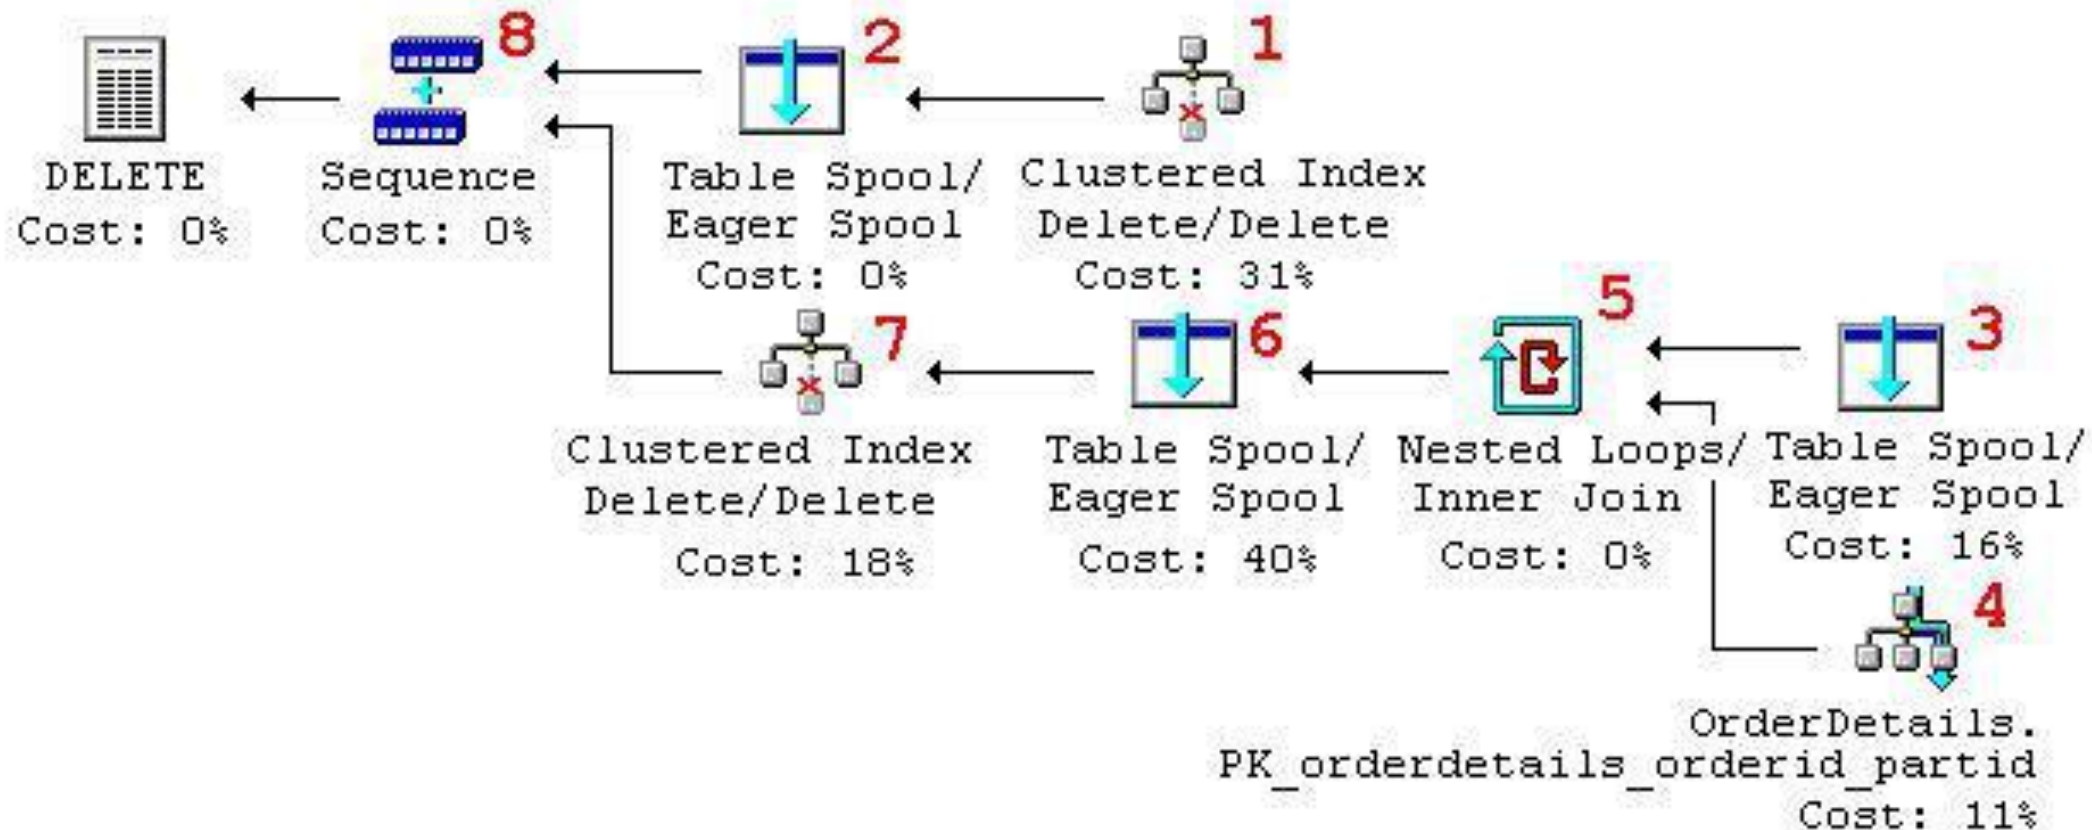 8
2
1
DELETE
Cost: 0%
Sequence
Cost: 0%
Table Spool/
Eager Spool
Cost: 0%
Clustered Index
Delete/Delete
Cost: 31%
7
6
5
3
Clustered Index
Delete/Delete
Cost: 18%
Table Spool/
Eager Spool
Cost: 40%
Nested Loops/
Inner Join
Cost: 0%
Table Spool/
Eager Spool
Cost: 16%
4
OrderDetails.
PK_orderdetails_orderid_partid
Cost: 11%